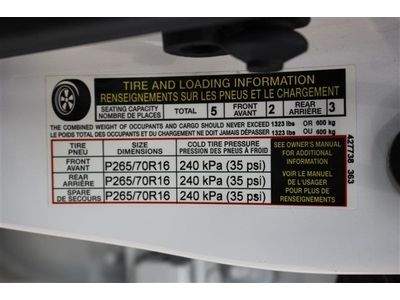 TIRE AND LOADING INFORMATION
RENSEIGNEMENTS SUR LES PNEUS ET LE CHARGEMENT
SEATING CAPACITY
NOMBRE DE PLACES
TOTAL 5
FRONT
AVANT 2
REAR
ARRIÈRE 3
THE COMBINED WEIGHT OF OCCUPANTS AND CARGO SHOULD NEVER EXCEED 1323 lbs OR 600 kg
LE POIDS TOTAL DES OCCUPANTS ET DU CHARGEMENT NE DOIT JAMAIS DÉPASSER 1323 lbs OU 600 kg
TIRE
PNEU
SIZE
DIMENSIONS
COLD TIRE PRESSURE
PRESSION DES PNEUS À FROID
FRONT
AVANT
P265/70R16
240 kPa (35 psi)
REAR
ARRIÈRE
P265/70R16
240 kPa (35 psi)
SPARE
DE SECOURS
P265/70R16
240 kPa (35 psi)
SEE OWNER'S MANUAL
FOR ADDITIONAL
INFORMATION
VOIR LE MANUEL
DE L'USAGER
POUR PLUS DE
RENSEIGNEMENTS
42773B 363